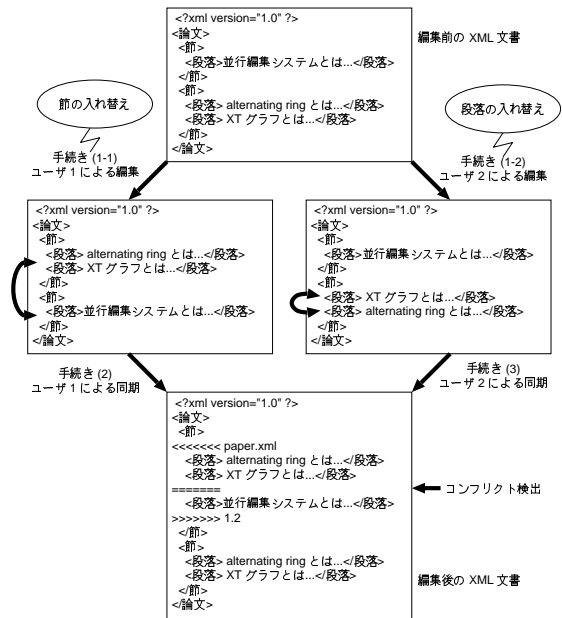 <?xml version="1.0" ?>
<論文>
<節>
<段落>並行編集システムとは...</段落>
</節>
<節>
<段落> alternating ring とは...</段落>
<段落> XT グラフとは...</段落>
</節>
</論文>
編集前の XML 文書
節の入れ替え
段落の入れ替え
手続き (1-1)
ユーザ 1 による編集
手続き (1-2)
ユーザ 2 による編集
<?xml version="1.0" ?>
<論文>
<節>
<段落> alternating ring とは...</段落>
<段落> XT グラフとは...</段落>
</節>
<節>
<段落>並行編集システムとは...</段落>
</節>
</論文>
<?xml version="1.0" ?>
<論文>
<節>
<段落>並行編集システムとは...</段落>
</節>
<節>
<段落> XT グラフとは...</段落>
<段落> alternating ring とは...</段落>
</節>
</論文>
手続き (2)
ユーザ 1 による同期
手続き (3)
ユーザ 2 による同期
<?xml version="1.0" ?>
<論文>
<節>
<<<<<<< paper.xml
<段落> alternating ring とは...</段落>
<段落> XT グラフとは...</段落>
=======
<段落>並行編集システムとは...</段落>
>>>>>>> 1.2
</節>
<節>
<段落> alternating ring とは...</段落>
<段落> XT グラフとは...</段落>
</節>
</論文>
コンフリクト検出
編集後の XML 文書